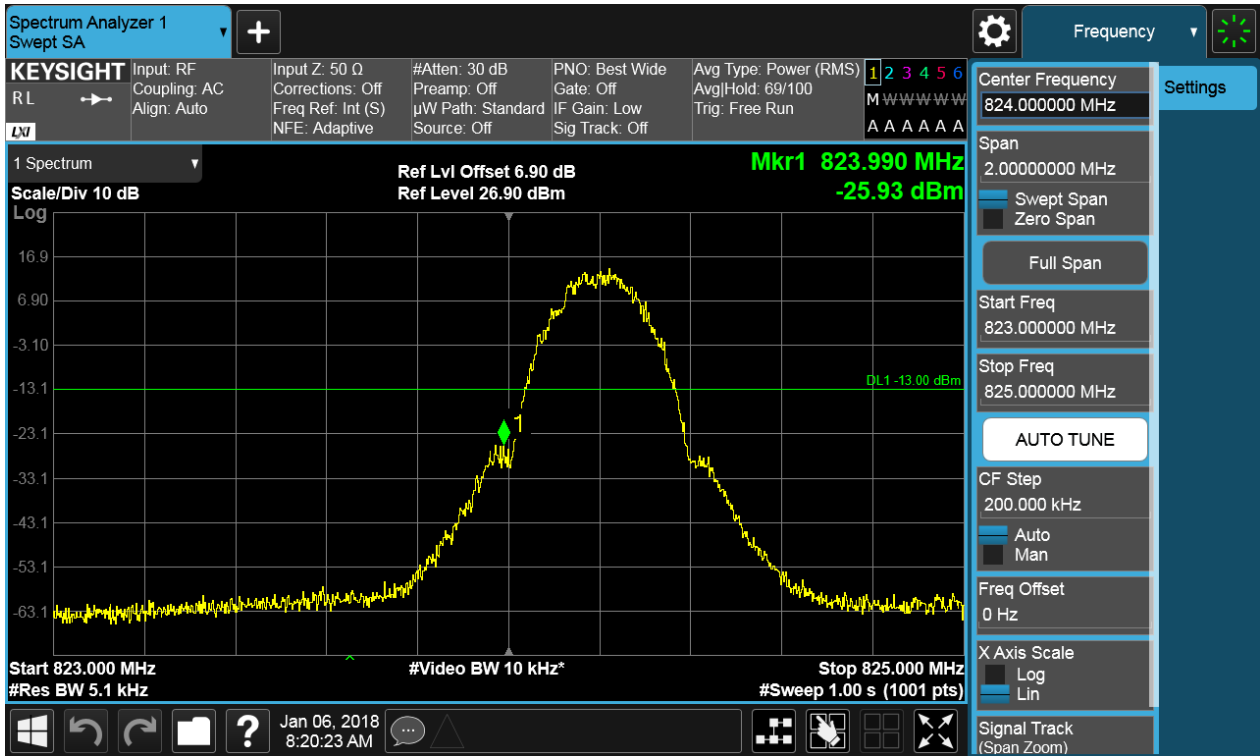 Spectrum Analyzer 1
Swept SA
+
Frequency
KEYSIGHT
R L
LXI
Input: RF
Coupling: AC
Align: Auto
Input Z: 50 Ω
Corrections: Off
Freq Ref: Int (S)
NFE: Adaptive
#Atten: 30 dB
Preamp: Off
µW Path: Standard
Source: Off
PNO: Best Wide
Gate: Off
IF Gain: Low
Sig Track: Off
Avg Type: Power (RMS)
Avg|Hold: 69/100
Trig: Free Run
1 2 3 4 5 6
M W W W W W
A A A A A A
1 Spectrum
Scale/Div 10 dB
Log
Ref Lvl Offset 6.90 dB
Ref Level 26.90 dBm
Mkr1 823.990 MHz
-25.93 dBm
16.9
6.90
-3.10
-13.1
-23.1
-33.1
-43.1
-53.1
-63.1
DL1 -13.00 dBm
1
Start 823.000 MHz
#Res BW 5.1 kHz
#Video BW 10 kHz*
Stop 825.000 MHz
#Sweep 1.00 s (1001 pts)
Center Frequency
824.000000 MHz
Span
2.00000000 MHz
Swept Span
Zero Span
Full Span
Start Freq
823.000000 MHz
Stop Freq
825.000000 MHz
AUTO TUNE
CF Step
200.000 kHz
Auto
Man
Freq Offset
0 Hz
X Axis Scale
Log
Lin
Signal Track
(Span Zoom)
Settings
?
Jan 06, 2018
8:20:23 AM